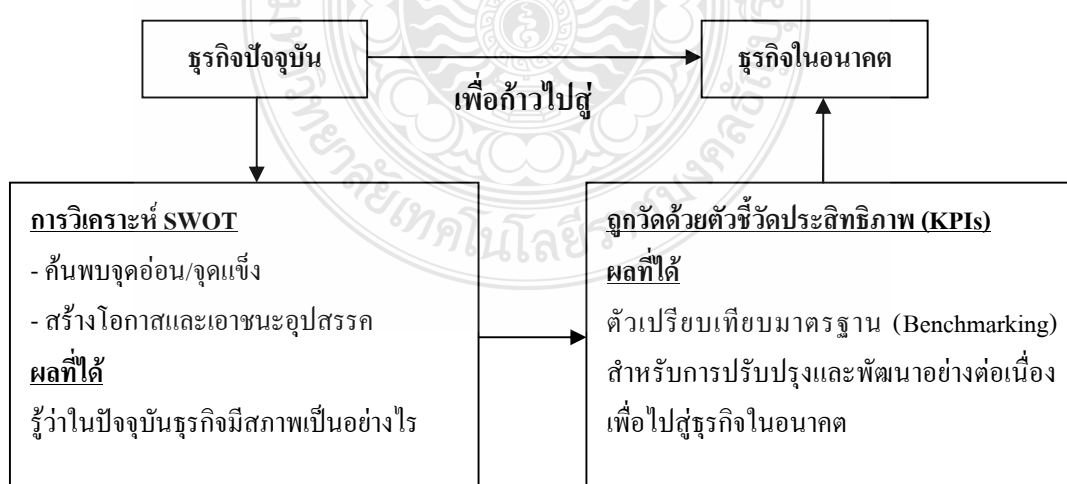 ธุรกิจปัจจุบัน
ธุรกิจในอนาคต
เพื่อก้าวไปสู่
การวิเคราะห์ SWOT
- ค้นพบจุดอ่อน/จุดแข็ง
- สร้างโอกาสและเอาชนะอุปสรรค
ผลที่ได้
รู้ว่าในปัจจุบันธุรกิจมีสภาพเป็นอย่างไร
ถูกวัดด้วยตัวชี้วัดประสิทธิภาพ (KPIs)
ผลที่ได้
ตัวเปรียบเทียบมาตรฐาน (Benchmarking)
สำหรับการปรับปรุงและพัฒนาอย่างต่อเนื่อง
เพื่อไปสู่ธุรกิจในอนาคต